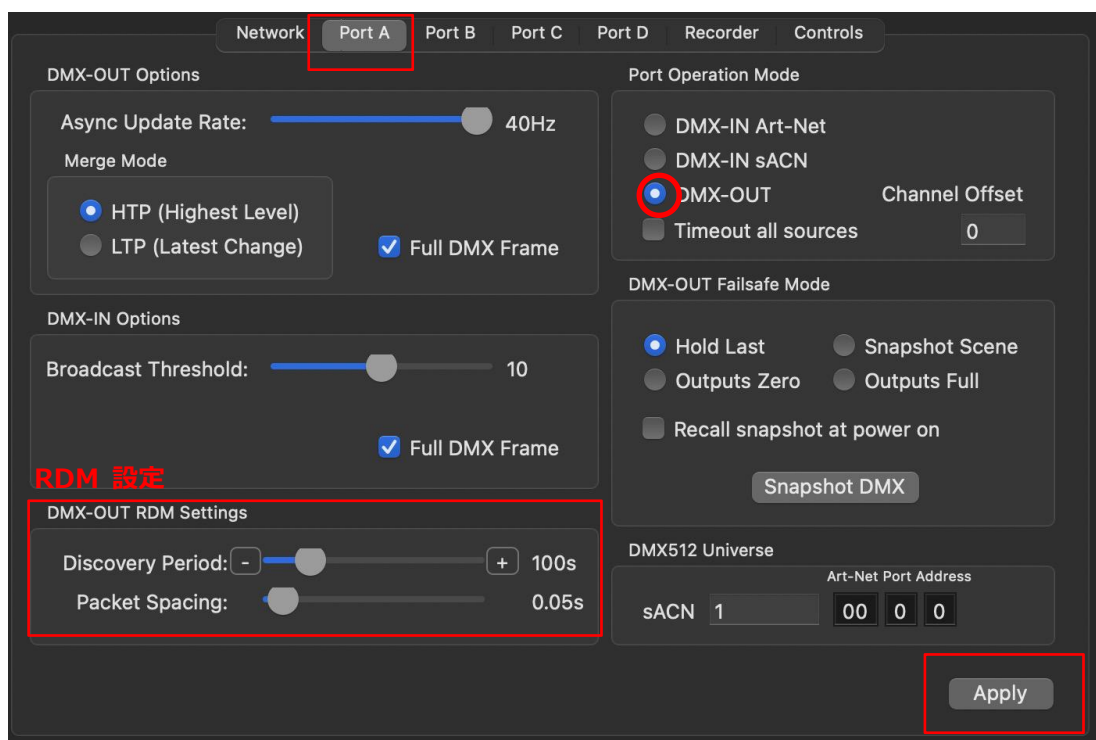 Network Port A Port B Port C Port D Recorder Controls
DMX-OUT Options
Async Update Rate: 40Hz
Merge Mode
HTP (Highest Level)
LTP (Latest Change)
Full DMX Frame
DMX-IN Options
Broadcast Threshold: 10
Full DMX Frame
RDM 設定
DMX-OUT RDM Settings
Discovery Period: - + 100s
Packet Spacing: 0.05s
Port Operation Mode
DMX-IN Art-Net
DMX-IN sACN
DMX-OUT Channel Offset
Timeout all sources 0
DMX-OUT Failsafe Mode
Hold Last Snapshot Scene
Outputs Zero Outputs Full
Recall snapshot at power on
Snapshot DMX
DMX512 Universe
Art-Net Port Address
sACN 1 00 0 0
Apply